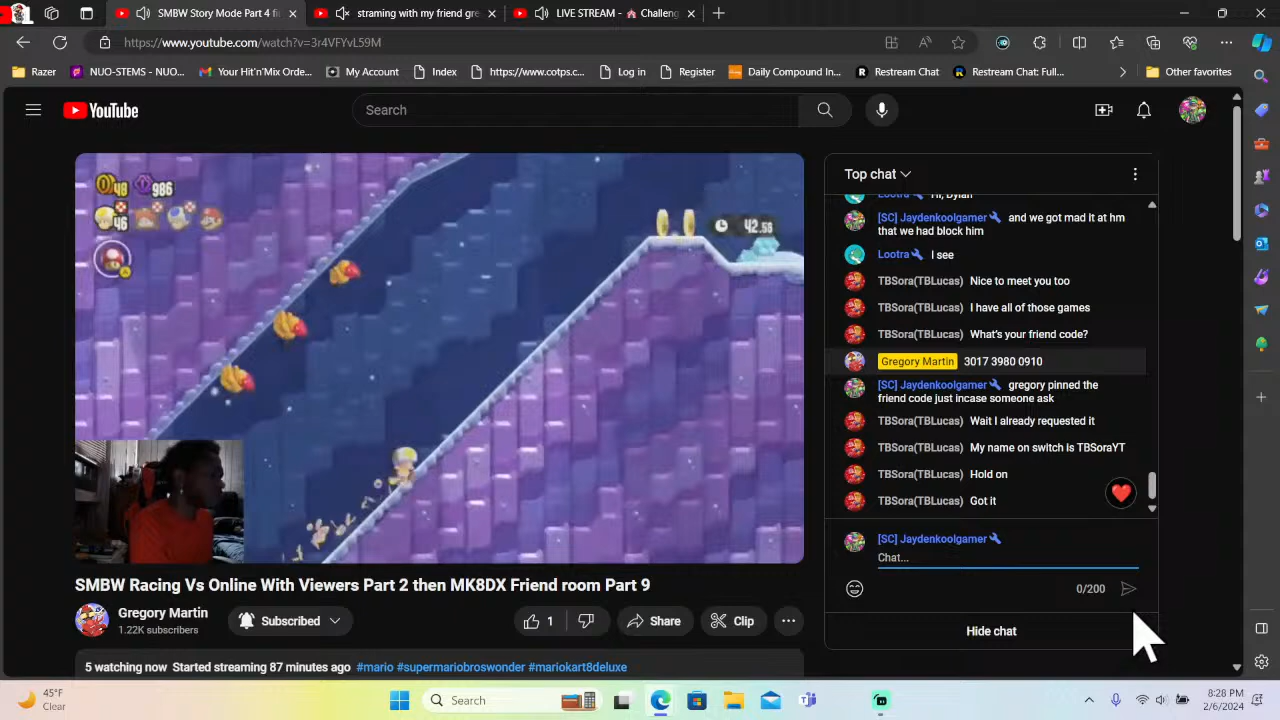 SMBW Story Mode Part 4 fi
straming with my friend | gre
LIVE STREAM - 🏠 Challeng
https://www.youtube.com/watch?v=3r4VFYvL59M
Razer
NUO-STEMS - NUO...
Your Hit'n'Mix Orde...
My Account
Index
https://www.cotps.c...
Log in
Register
Daily Compound In...
Restream Chat
Restream Chat: Full...
Other favorites
YouTube
Search
Top chat
48
986
46
42.56
[SC] Jaydenkoolgamer and we got mad it at hm
that we had block him
Lootra I see
TBSora(TBLucas) Nice to meet you too
TBSora(TBLucas) I have all of those games
TBSora(TBLucas) What's your friend code?
Gregory Martin 3017 3980 0910
[SC] Jaydenkoolgamer gregory pinned the
friend code just incase someone ask
TBSora(TBLucas) Wait I already requested it
TBSora(TBLucas) My name on switch is TBSoraYT
TBSora(TBLucas) Hold on
TBSora(TBLucas) Got it
[SC] Jaydenkoolgamer
Chat...
0/200
Hide chat
SMBW Racing Vs Online With Viewers Part 2 then MK8DX Friend room Part 9
Gregory Martin
1.22K subscribers
Subscribed
1
Share
Clip
5 watching now Started streaming 87 minutes ago #mario #supermariobroswonder #mariokart8deluxe
45°F
Clear
Search
8:28 PM
2/6/2024